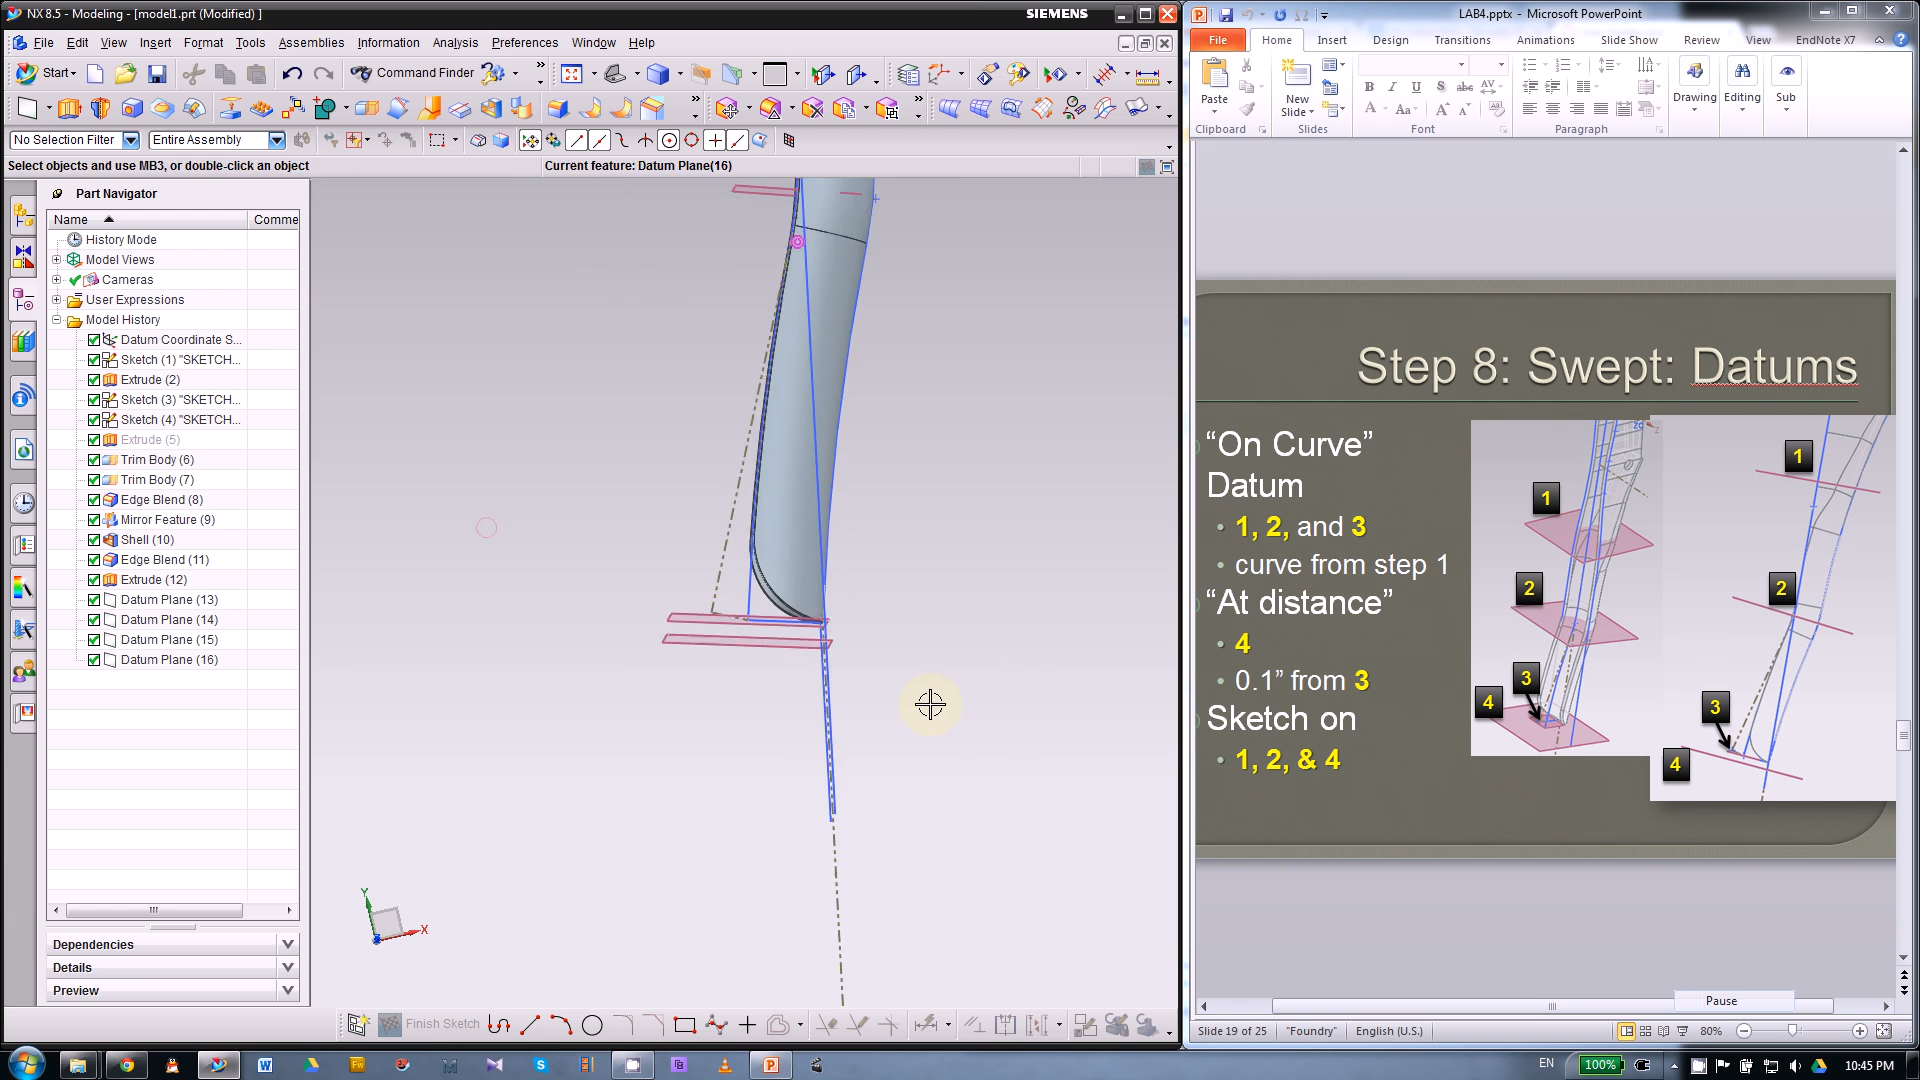 NX 8.5 - Modeling - [model1.prt (Modified) ]
SIEMENS
File Edit View Insert Format Tools Assemblies Information Analysis Preferences Window Help
Start
Command Finder
No Selection Filter
Entire Assembly
Select objects and use MB3, or double-click an object
Current feature: Datum Plane(16)
Part Navigator
Name
Comme
History Mode
Model Views
Cameras
User Expressions
Model History
Datum Coordinate S...
Sketch (1) "SKETCH...
Extrude (2)
Sketch (3) "SKETCH...
Sketch (4) "SKETCH...
Extrude (5)
Trim Body (6)
Trim Body (7)
Edge Blend (8)
Mirror Feature (9)
Shell (10)
Edge Blend (11)
Extrude (12)
Datum Plane (13)
Datum Plane (14)
Datum Plane (15)
Datum Plane (16)
Dependencies
Details
Preview
Y
X
Finish Sketch
LAB4.pptx - Microsoft PowerPoint
File Home Insert Design Transitions Animations Slide Show Review View EndNote X7
Paste
New
Slide
Drawing
Editing
Sub
Clipboard
Slides
Font
Paragraph
Step 8: Swept: Datums
“On Curve”
Datum
• 1, 2, and 3
• curve from step 1
“At distance”
• 4
• 0.1” from 3
Sketch on
• 1, 2, & 4
1
2
3
4
1
2
3
4
Pause
Slide 19 of 25
"Foundry"
English (U.S.)
80%
EN
100%
10:45 PM